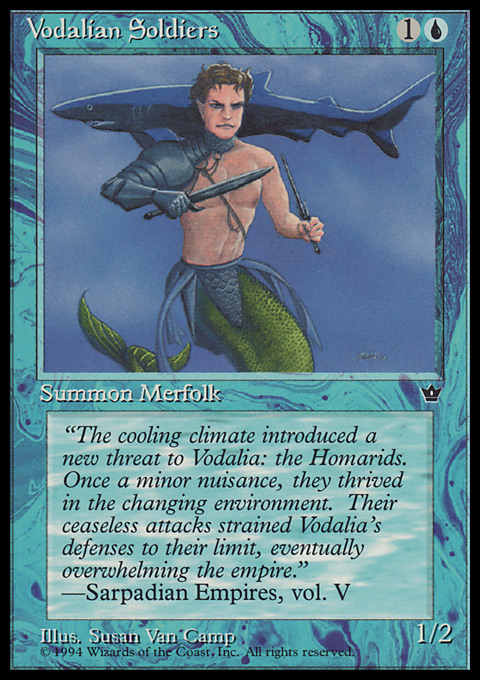 Vodalian Soldiers 1
Summon Merfolk
“The cooling climate introduced a
new threat to Vodalia: the Homarids.
Once a minor nuisance, they thrived
in the changing environment. Their
ceaseless attacks strained Vodalia’s
defenses to their limit, eventually
overwhelming the empire.”
—Sarpadian Empires, vol. V
Illus. Susan Van Camp 1/2
© 1994 Wizards of the Coast, Inc. All rights reserved.